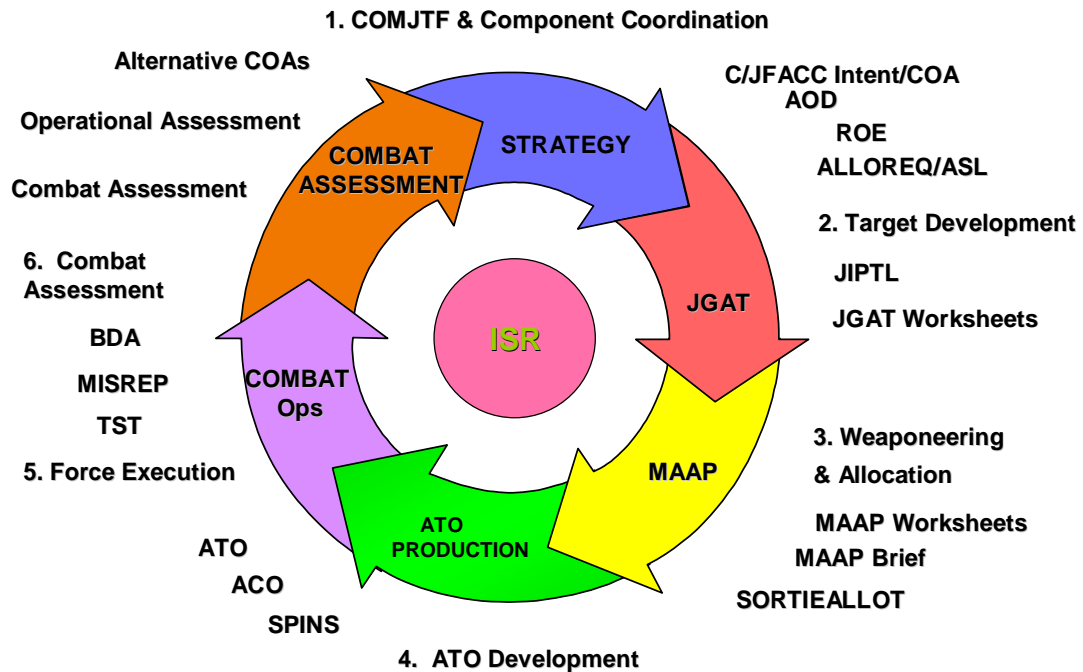 1. COMJTF & Component Coordination
Alternative COAs
C/JFACC Intent/COA
AOD
Operational Assessment
ROE
STRATEGY
COMBAT
ASSESSMENT
ALLOREQ/ASL
Combat Assessment
2. Target Development
6. Combat
Assessment
JIPTL
JGAT
JGAT Worksheets
ISR
BDA
MISREP
COMBAT
Ops
TST
3. Weaponeering
& Allocation
5. Force Execution
MAAP
MAAP Worksheets
ATO
PRODUCTION
ATO
MAAP Brief
ACO
SORTIEALLOT
SPINS
4. ATO Development